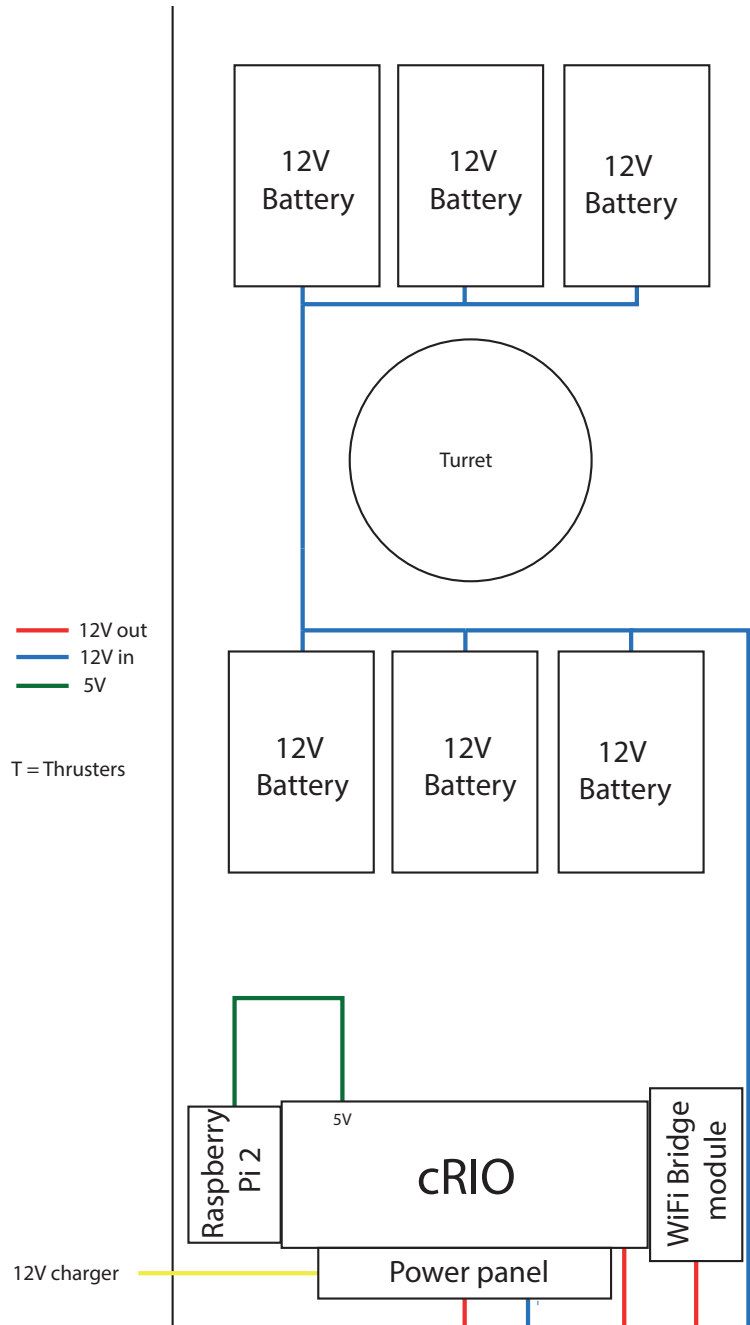 12V
Battery
12V
Battery
12V
Battery
Turret
12V out
12V in
5V
T = Thrusters
12V
Battery
12V
Battery
12V
Battery
Raspberry
Pi 2
5V
cRIO
WiFi Bridge
module
12V charger
Power panel